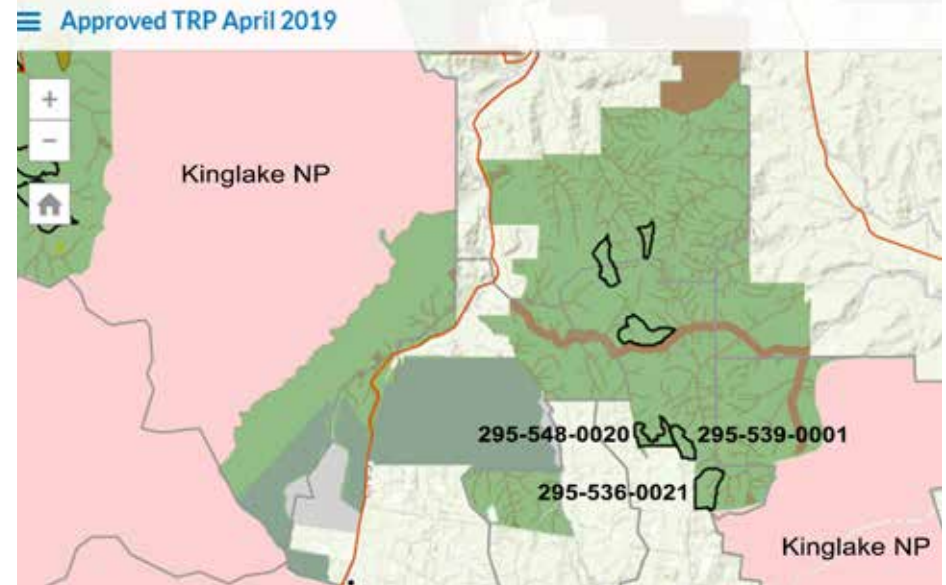 Approved TRP April 2019
+
−
Kinglake NP
295-548-0020
295-539-0001
295-536-0021
Kinglake NP